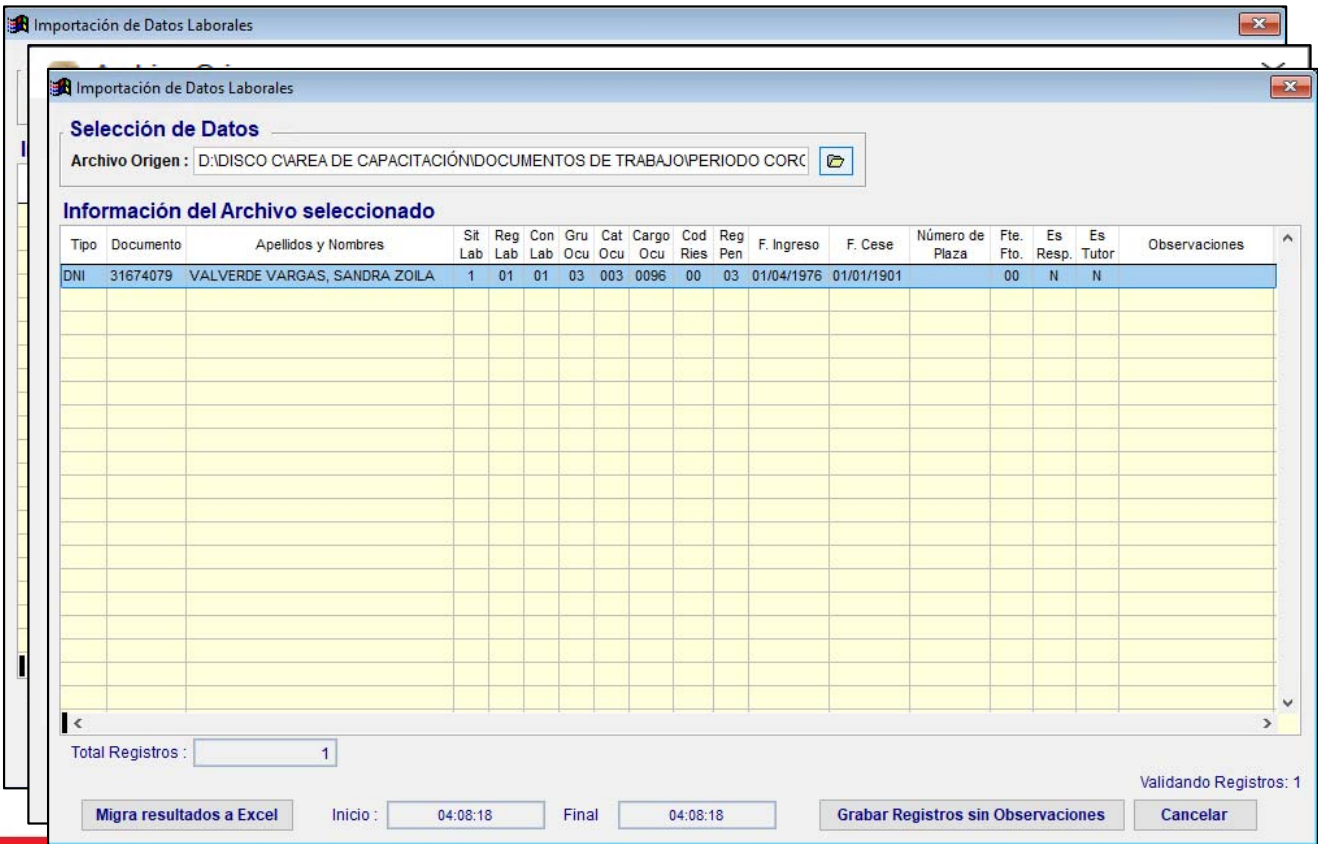 Importación de Datos Laborales
Importación de Datos Laborales
Selección de Datos
Archivo Origen : D:\DISCO C\AREA DE CAPACITACIÓN\DOCUMENTOS DE TRABAJO\PERIODO CORC
Información del Archivo seleccionado
Tipo Documento Apellidos y Nombres Sit Lab Reg Lab Con Lab Gru Ocu Cat Ocu Cargo Ocu Cod Ries Reg Pen F. Ingreso F. Cese Número de Plaza Fte. Fto. Es Resp. Es Tutor Observaciones
DNI 31674079 VALVERDE VARGAS, SANDRA ZOILA 1 01 01 03 003 0096 00 03 01/04/1976 01/01/1901 00 N N
Total Registros : 1
Validando Registros: 1
Migra resultados a Excel Inicio : 04:08:18 Final 04:08:18 Grabar Registros sin Observaciones Cancelar